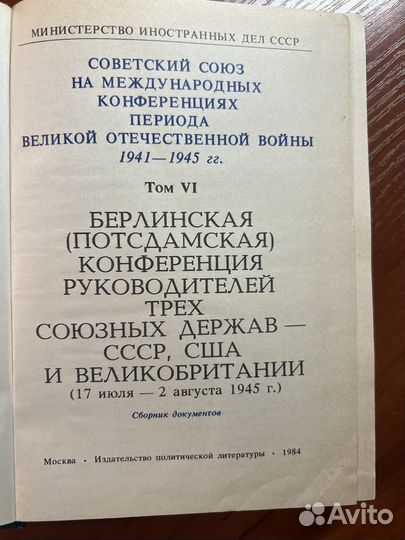 МИНИСТЕРСТВО ИНОСТРАННЫХ ДЕЛ СССР
СОВЕТСКИЙ СОЮЗ
НА МЕЖДУНАРОДНЫХ
КОНФЕРЕНЦИЯХ
ПЕРИОДА
ВЕЛИКОЙ ОТЕЧЕСТВЕННОЙ ВОЙНЫ
1941—1945 гг.
Том VI
БЕРЛИНСКАЯ
(ПОТСДАМСКАЯ)
КОНФЕРЕНЦИЯ
РУКОВОДИТЕЛЕЙ
ТРЕХ
СОЮЗНЫХ ДЕРЖАВ —
СССР, США
И ВЕЛИКОБРИТАНИИ
(17 июля — 2 августа 1945 г.)
Сборник документов
Москва • Издательство политической литературы • 1984
Avito